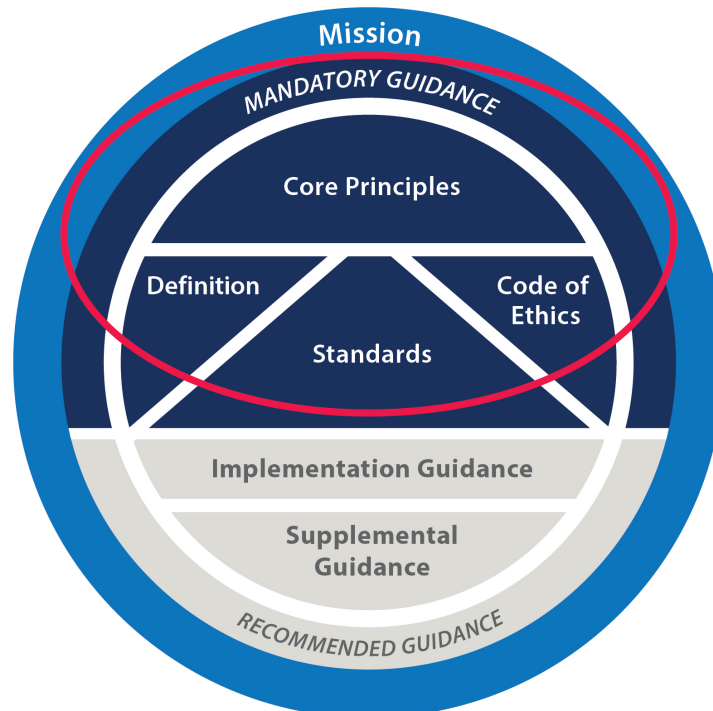 Mission
MANDATORY GUIDANCE
Core Principles
Definition
Code of
Ethics
Standards
Implementation Guidance
Supplemental
Guidance
RECOMMENDED GUIDANCE